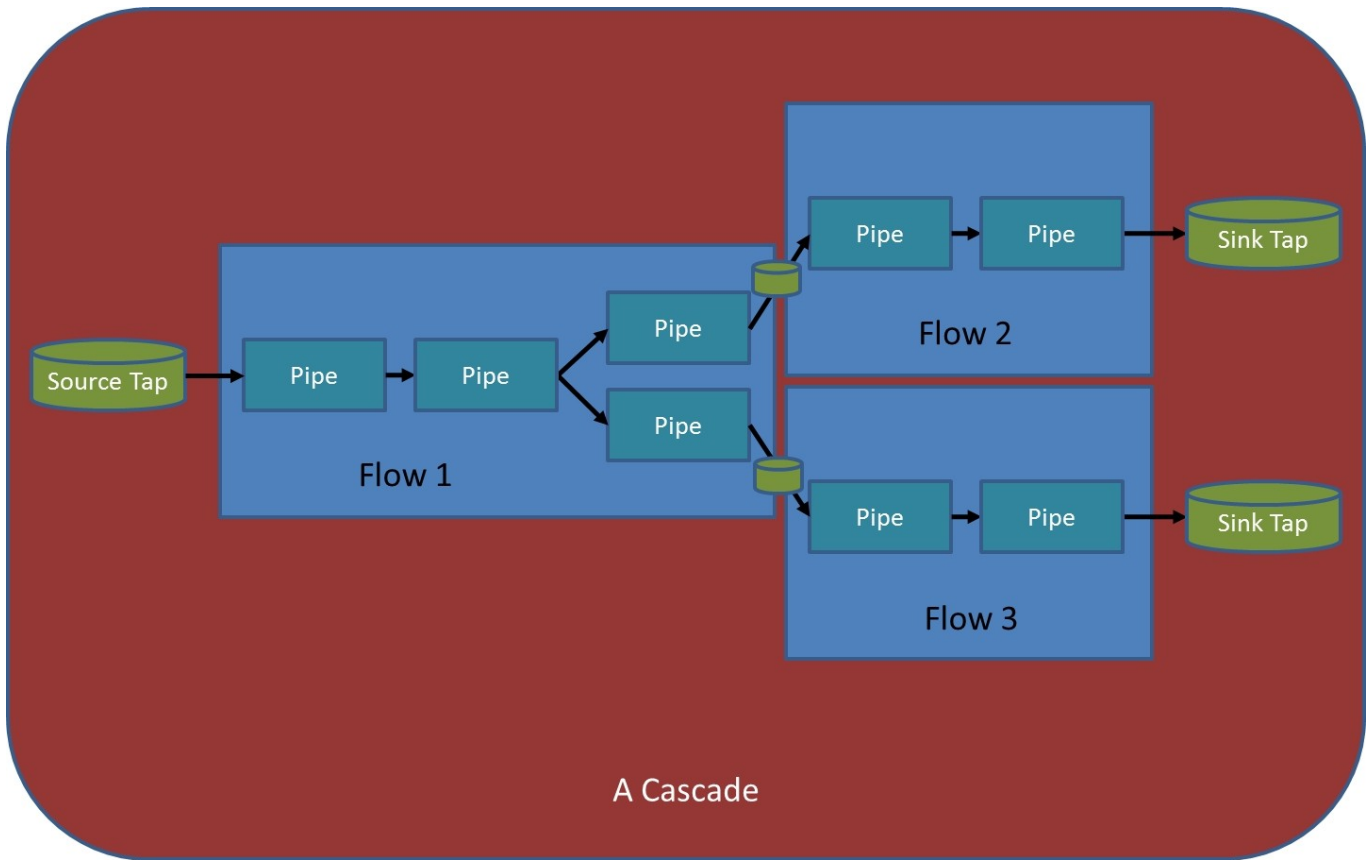 Source Tap
Pipe
Pipe
Pipe
Pipe
Flow 1
Pipe
Pipe
Flow 2
Sink Tap
Pipe
Pipe
Flow 3
Sink Tap
A Cascade